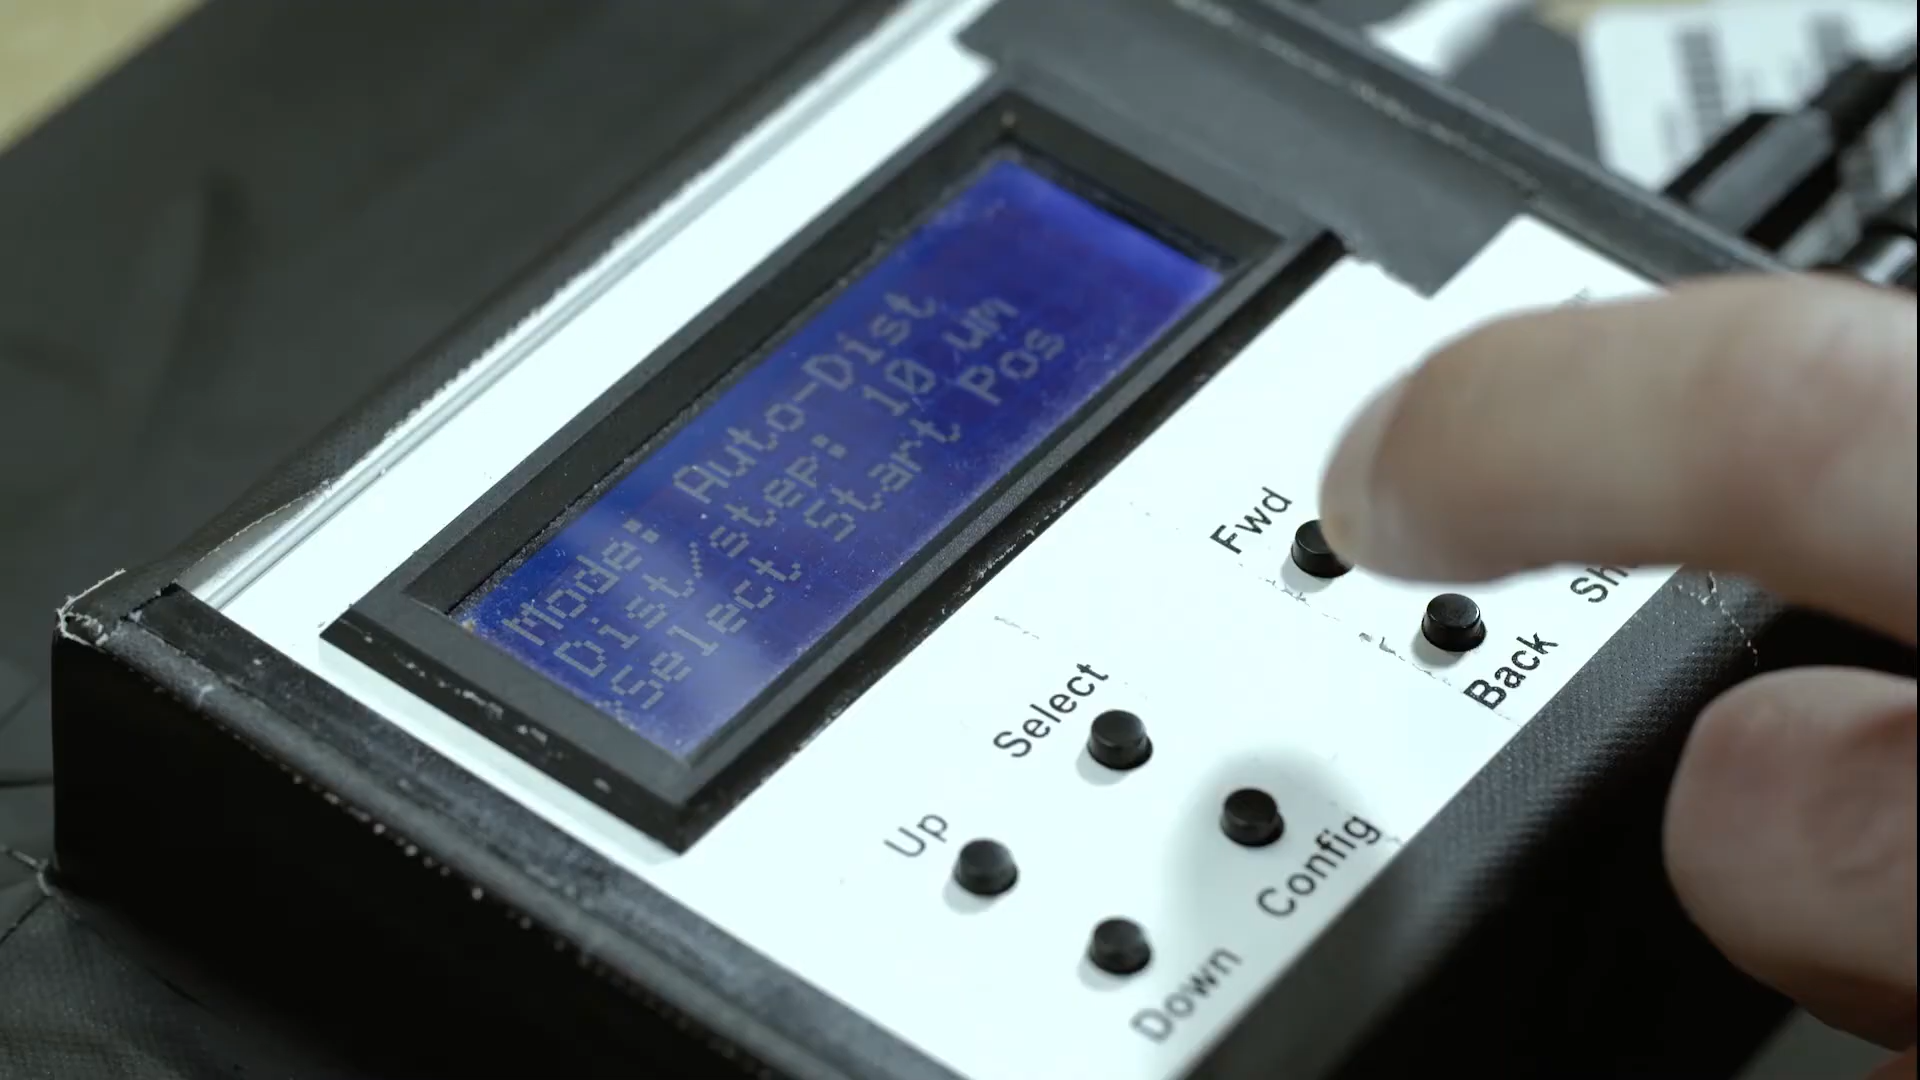 Mode: Auto-Dist
Dist/step: 10 um
Select Start Pos
Fwd
Back
Select
Config
Up
Down